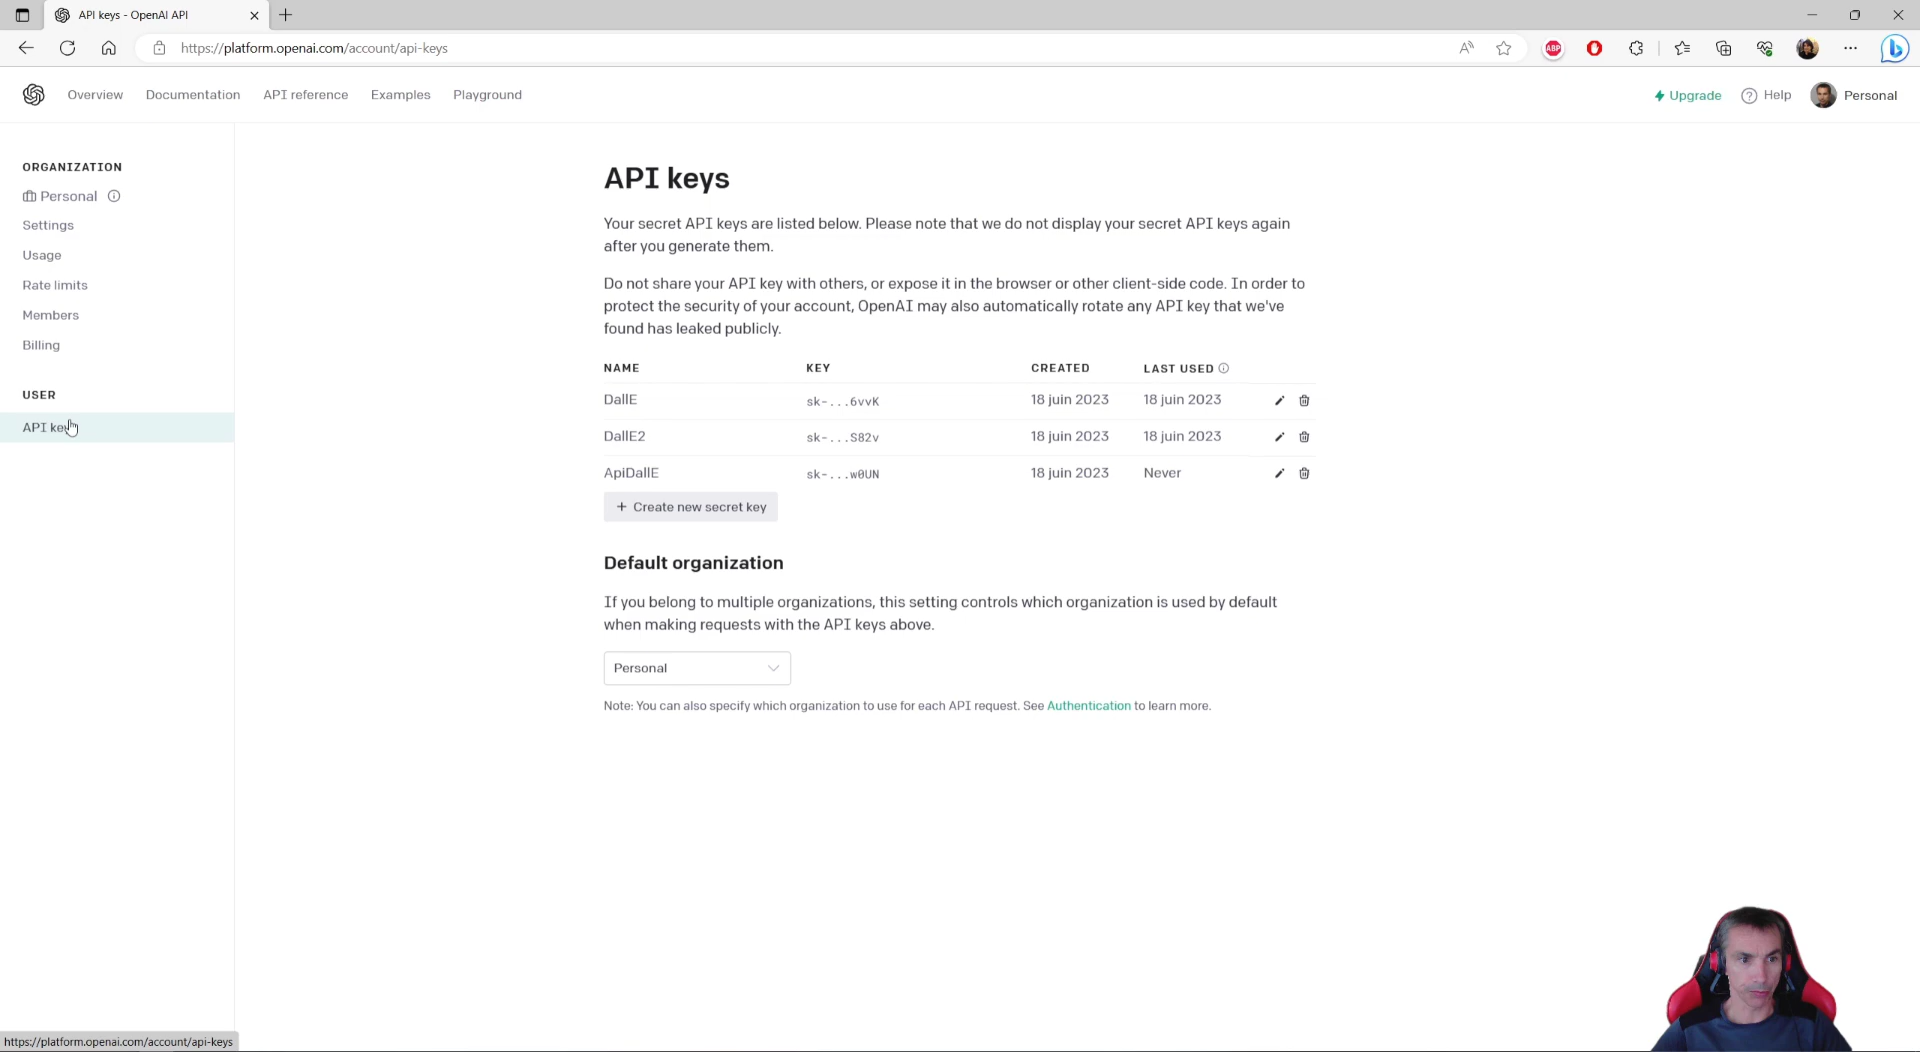 API keys - OpenAI API
https://platform.openai.com/account/api-keys
ABP
Overview Documentation API reference Examples Playground
Upgrade Help Personal
ORGANIZATION
Personal
Settings
Usage
Rate limits
Members
Billing
USER
API keys
API keys
Your secret API keys are listed below. Please note that we do not display your secret API keys again
after you generate them.
Do not share your API key with others, or expose it in the browser or other client-side code. In order to
protect the security of your account, OpenAI may also automatically rotate any API key that we've
found has leaked publicly.
NAME KEY CREATED LAST USED
DallE sk-...6vvK 18 juin 2023 18 juin 2023
DallE2 sk-...S82v 18 juin 2023 18 juin 2023
ApiDallE sk-...w0UN 18 juin 2023 Never
+ Create new secret key
Default organization
If you belong to multiple organizations, this setting controls which organization is used by default
when making requests with the API keys above.
Personal
Note: You can also specify which organization to use for each API request. See Authentication to learn more.
https://platform.openai.com/account/api-keys